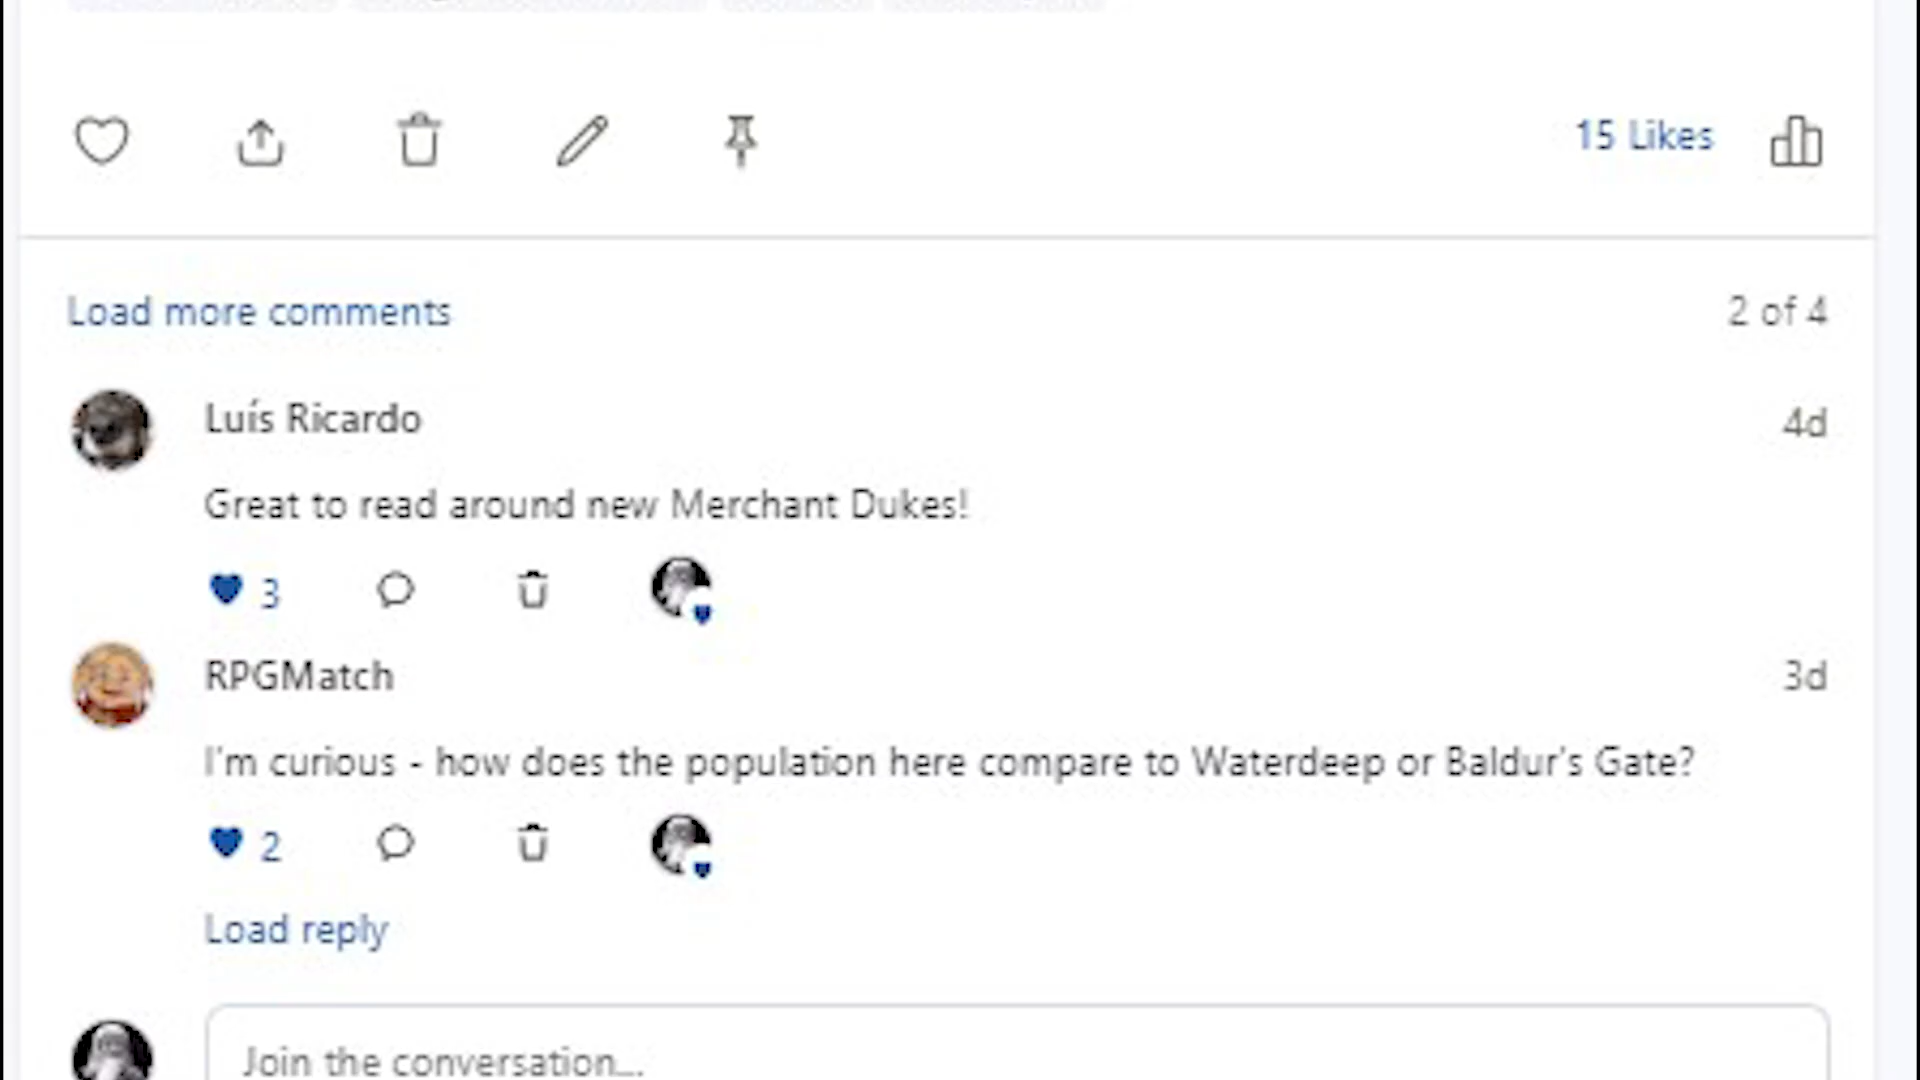 15 Likes
Load more comments
2 of 4
Luís Ricardo
4d
Great to read around new Merchant Dukes!
3
RPGMatch
3d
I'm curious - how does the population here compare to Waterdeep or Baldur's Gate?
2
Load reply
Join the conversation...